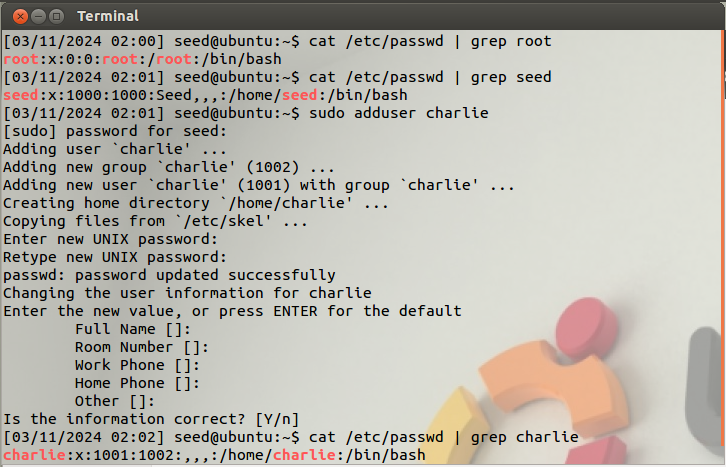 Terminal
[03/11/2024 02:00] seed@ubuntu:~$ cat /etc/passwd | grep root
root:x:0:0:root:/root:/bin/bash
[03/11/2024 02:01] seed@ubuntu:~$ cat /etc/passwd | grep seed
seed:x:1000:1000:Seed,,,:/home/seed:/bin/bash
[03/11/2024 02:01] seed@ubuntu:~$ sudo adduser charlie
[sudo] password for seed:
Adding user `charlie' ...
Adding new group `charlie' (1002) ...
Adding new user `charlie' (1001) with group `charlie' ...
Creating home directory `/home/charlie' ...
Copying files from `/etc/skel' ...
Enter new UNIX password:
Retype new UNIX password:
passwd: password updated successfully
Changing the user information for charlie
Enter the new value, or press ENTER for the default
        Full Name []:
        Room Number []:
        Work Phone []:
        Home Phone []:
        Other []:
Is the information correct? [Y/n]
[03/11/2024 02:02] seed@ubuntu:~$ cat /etc/passwd | grep charlie
charlie:x:1001:1002:,,,:/home/charlie:/bin/bash